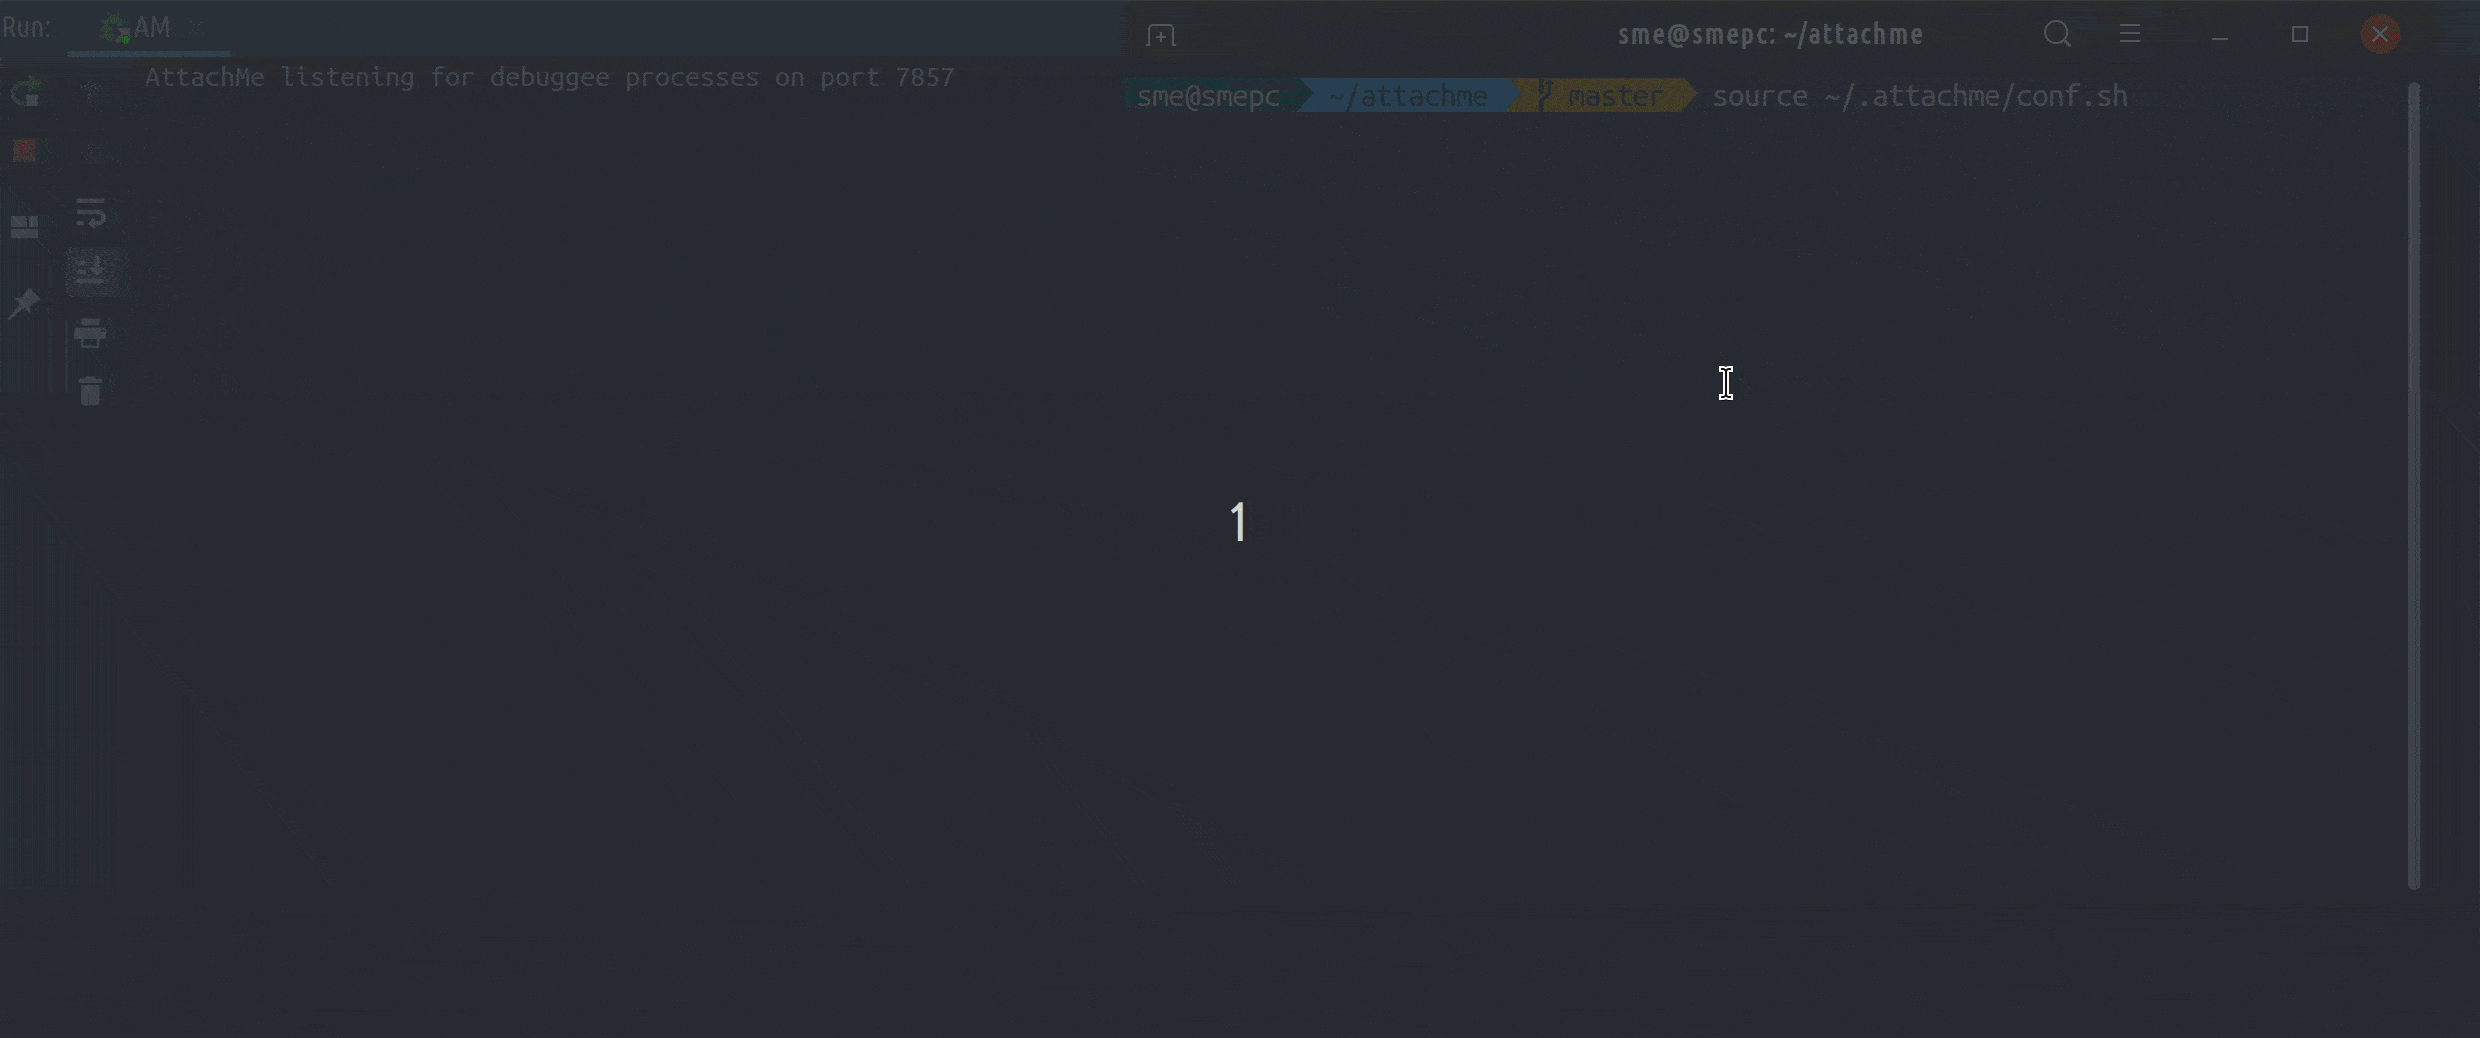 Run: AM
AttachMe listening for debuggee processes on port 7857
sme@smepc: ~/attachme
sme@smepc ~/attachme master source ~/.attachme/conf.sh
1